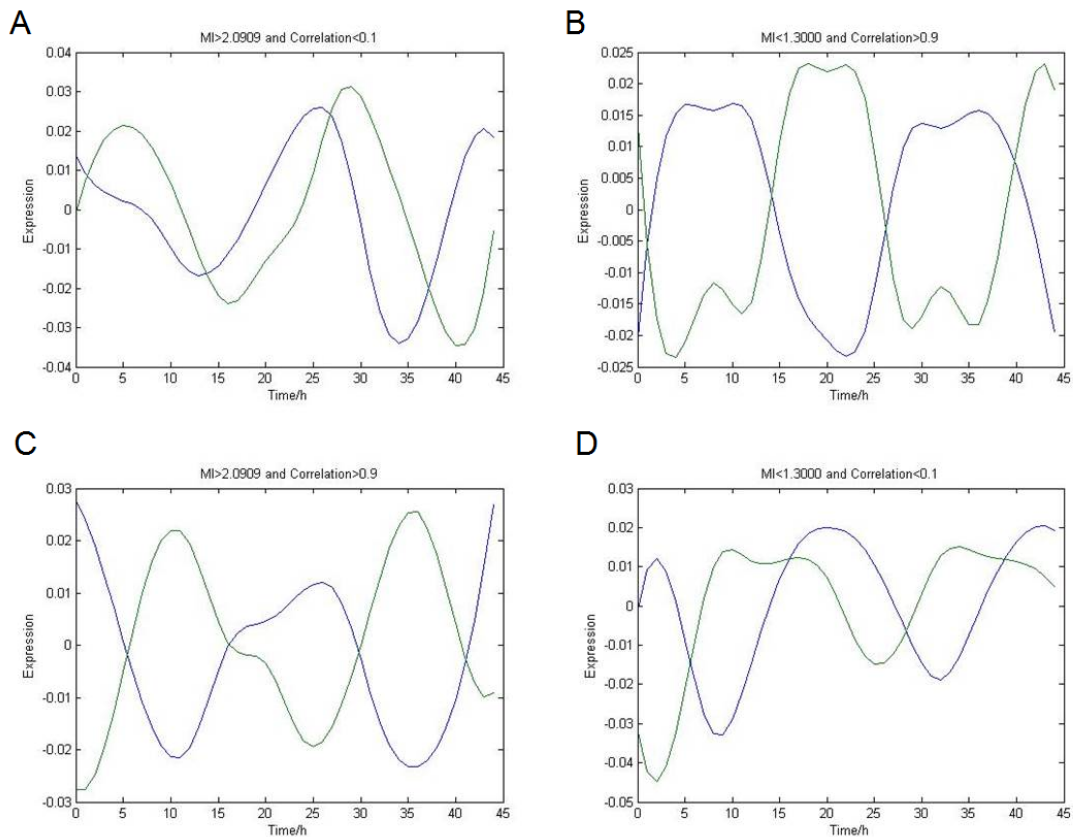 A
MI>2.0909 and Correlation<0.1
Expression
0.04
0.03
0.02
0.01
0
-0.01
-0.02
-0.03
-0.04
0 5 10 15 20 25 30 35 40 45
Time/h
B
MI<1.3000 and Correlation>0.9
Expression
0.025
0.02
0.015
0.01
0.005
0
-0.005
-0.01
-0.015
-0.02
-0.025
0 5 10 15 20 25 30 35 40 45
Time/h
C
MI>2.0909 and Correlation>0.9
Expression
0.03
0.02
0.01
0
-0.01
-0.02
-0.03
0 5 10 15 20 25 30 35 40 45
Time/h
D
MI<1.3000 and Correlation<0.1
Expression
0.03
0.02
0.01
0
-0.01
-0.02
-0.03
-0.04
-0.05
0 5 10 15 20 25 30 35 40 45
Time/h